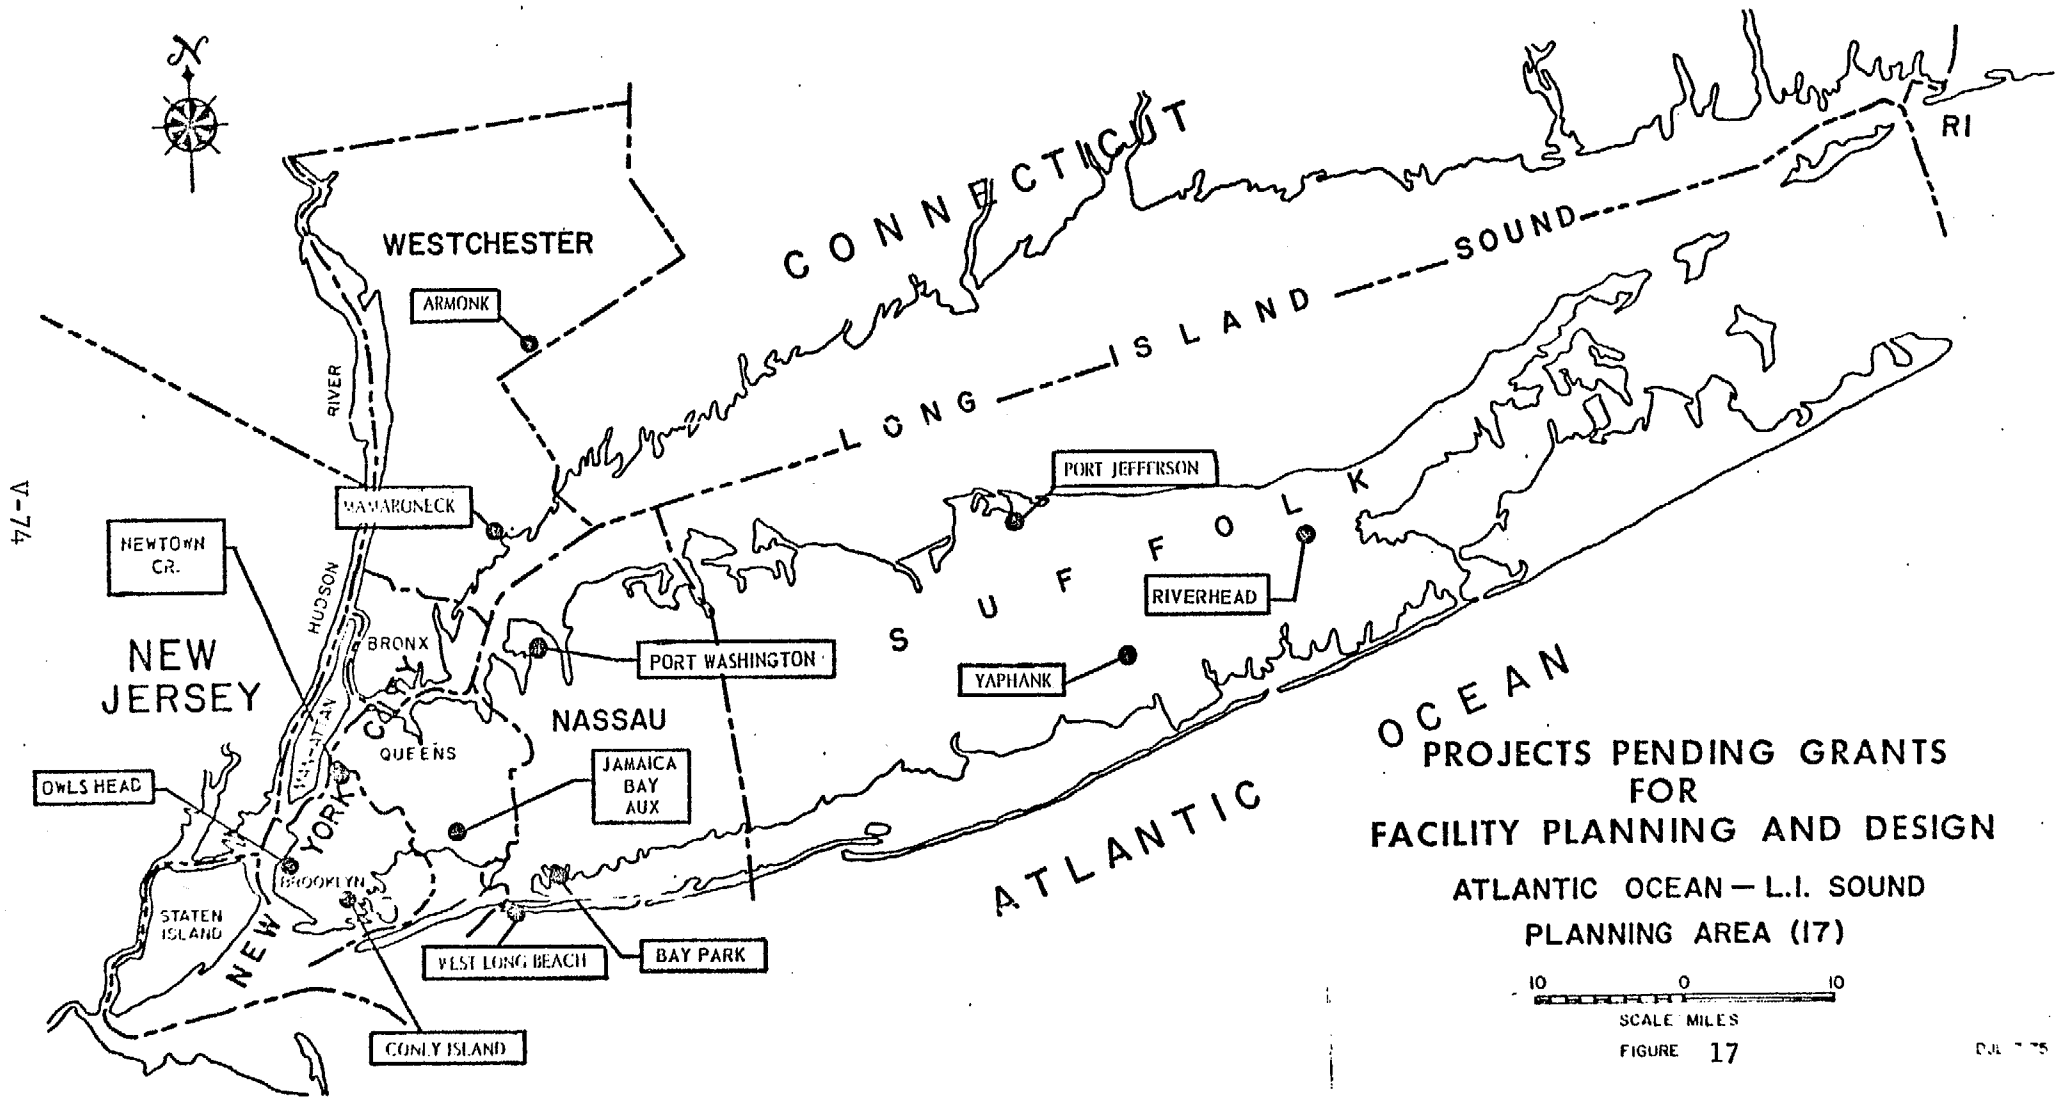 N
CONNECTICUT
RI
WESTCHESTER
SOUND
ARMONK
ISLAND
RIVER
LONG
PORT JEFFERSON
SUFFOLK
MAMARONECK
V-74
NEWTOWN
CR.
HUDSON
RIVERHEAD
BRONX
NEW
JERSEY
PORT WASHINGTON
YAPHANK
MANHATTAN
NASSAU
CITY
QUEENS
OCEAN
JAMAICA
BAY
AUX
OWLS HEAD
YORK
ATLANTIC
BROOKLYN
STATEN
ISLAND
NEW
WEST LONG BEACH
BAY PARK
CONLY ISLAND
PROJECTS PENDING GRANTS
FOR
FACILITY PLANNING AND DESIGN
ATLANTIC OCEAN — L.I. SOUND
PLANNING AREA (17)
10 0 10
SCALE MILES
FIGURE 17